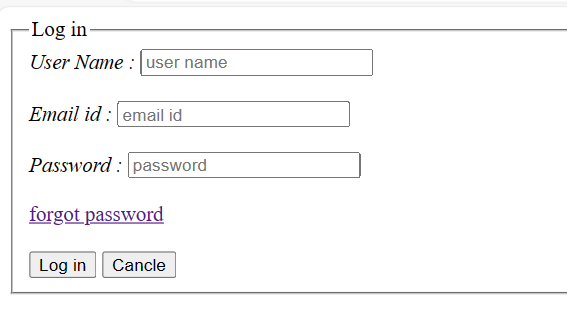 Log in
User Name : user name
Email id : email id
Password : password
forgot password
Log in Cancle